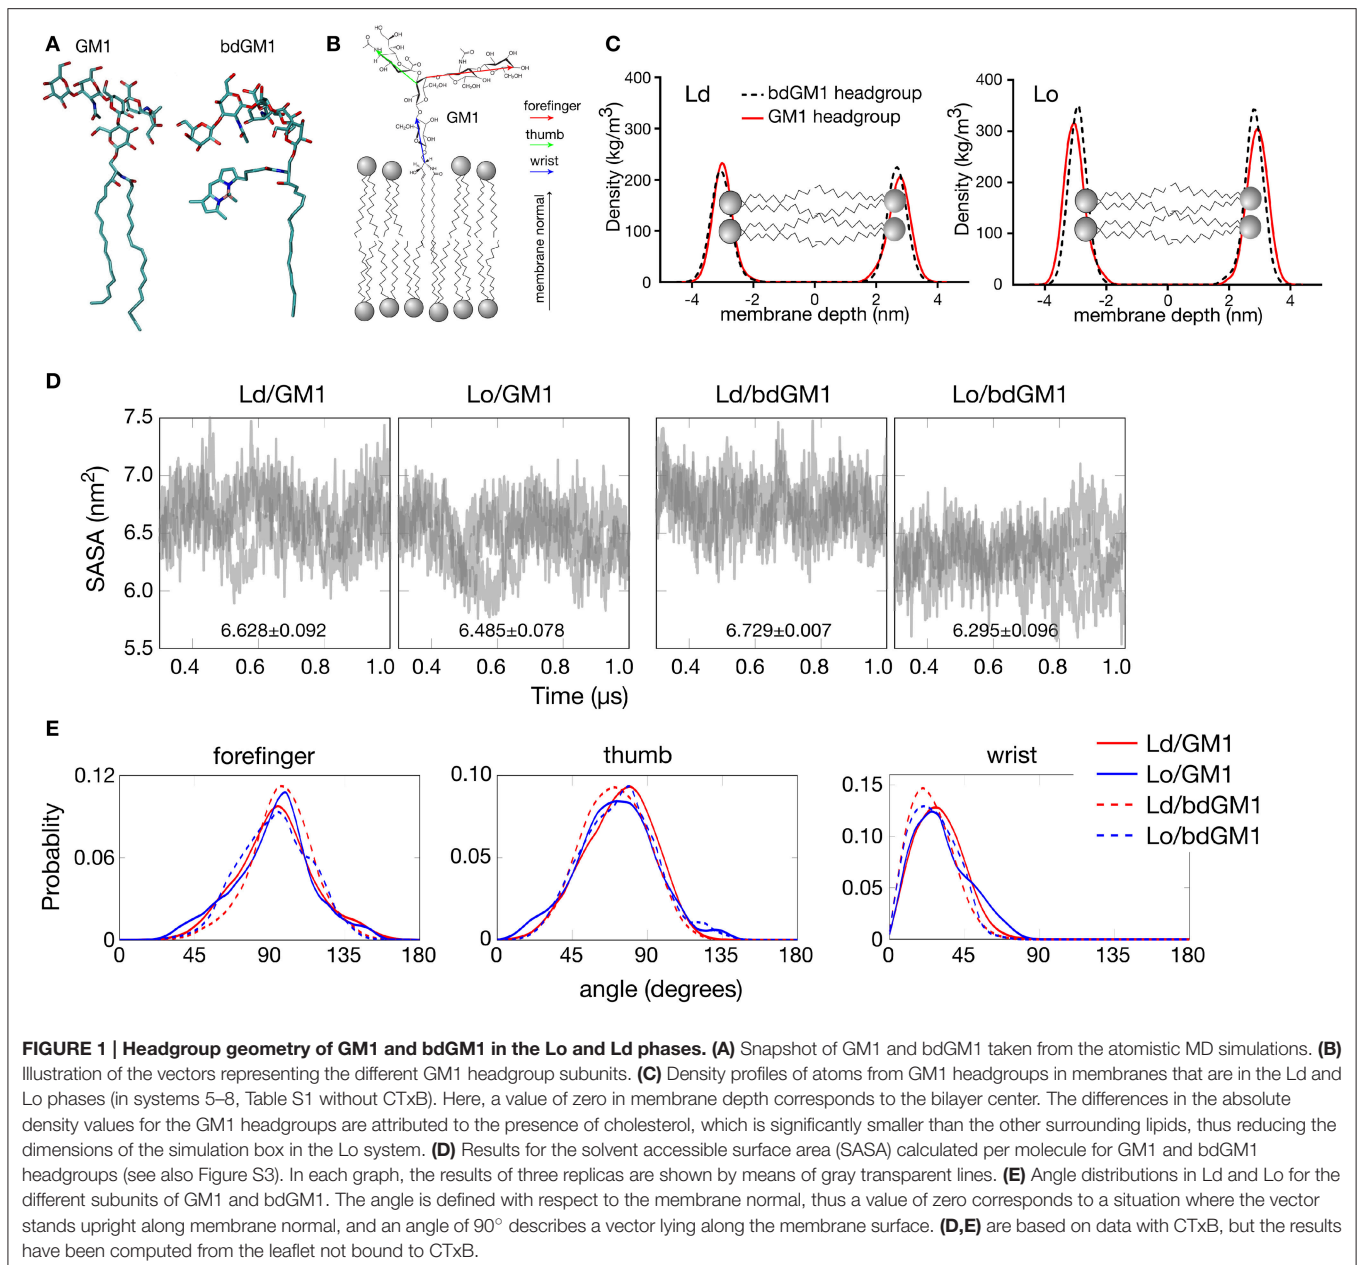 A
GM1
bdGM1
B
GM1
forefinger
thumb
wrist
membrane normal
C
Ld
bdGM1 headgroup
GM1 headgroup
Density (kg/m3)
400
300
200
100
0
-4
-2
0
2
4
membrane depth (nm)
Lo
Density (kg/m3)
400
300
200
100
0
-4
-2
0
2
4
membrane depth (nm)
D
Ld/GM1
Lo/GM1
Ld/bdGM1
Lo/bdGM1
SASA (nm²)
7.5
7.0
6.5
6.0
5.5
6.628±0.092
6.485±0.078
6.729±0.007
6.295±0.096
0.4 0.6 0.8 1.0
0.4 0.6 0.8 1.0
0.4 0.6 0.8 1.0
0.4 0.6 0.8 1.0
Time (µs)
E
forefinger
thumb
wrist
Ld/GM1
Lo/GM1
Ld/bdGM1
Lo/bdGM1
Probablity
0.12
0.06
0
0 45 90 135 180
0.10
0.05
0
0 45 90 135 180
0.15
0.10
0.05
0
0 45 90 135 180
angle (degrees)
FIGURE 1 | Headgroup geometry of GM1 and bdGM1 in the Lo and Ld phases. (A) Snapshot of GM1 and bdGM1 taken from the atomistic MD simulations. (B)
Illustration of the vectors representing the different GM1 headgroup subunits. (C) Density profiles of atoms from GM1 headgroups in membranes that are in the Ld and
Lo phases (in systems 5–8, Table S1 without CTxB). Here, a value of zero in membrane depth corresponds to the bilayer center. The differences in the absolute
density values for the GM1 headgroups are attributed to the presence of cholesterol, which is significantly smaller than the other surrounding lipids, thus reducing the
dimensions of the simulation box in the Lo system. (D) Results for the solvent accessible surface area (SASA) calculated per molecule for GM1 and bdGM1
headgroups (see also Figure S3). In each graph, the results of three replicas are shown by means of gray transparent lines. (E) Angle distributions in Ld and Lo for the
different subunits of GM1 and bdGM1. The angle is defined with respect to the membrane normal, thus a value of zero corresponds to a situation where the vector
stands upright along membrane normal, and an angle of 90° describes a vector lying along the membrane surface. (D,E) are based on data with CTxB, but the results
have been computed from the leaflet not bound to CTxB.